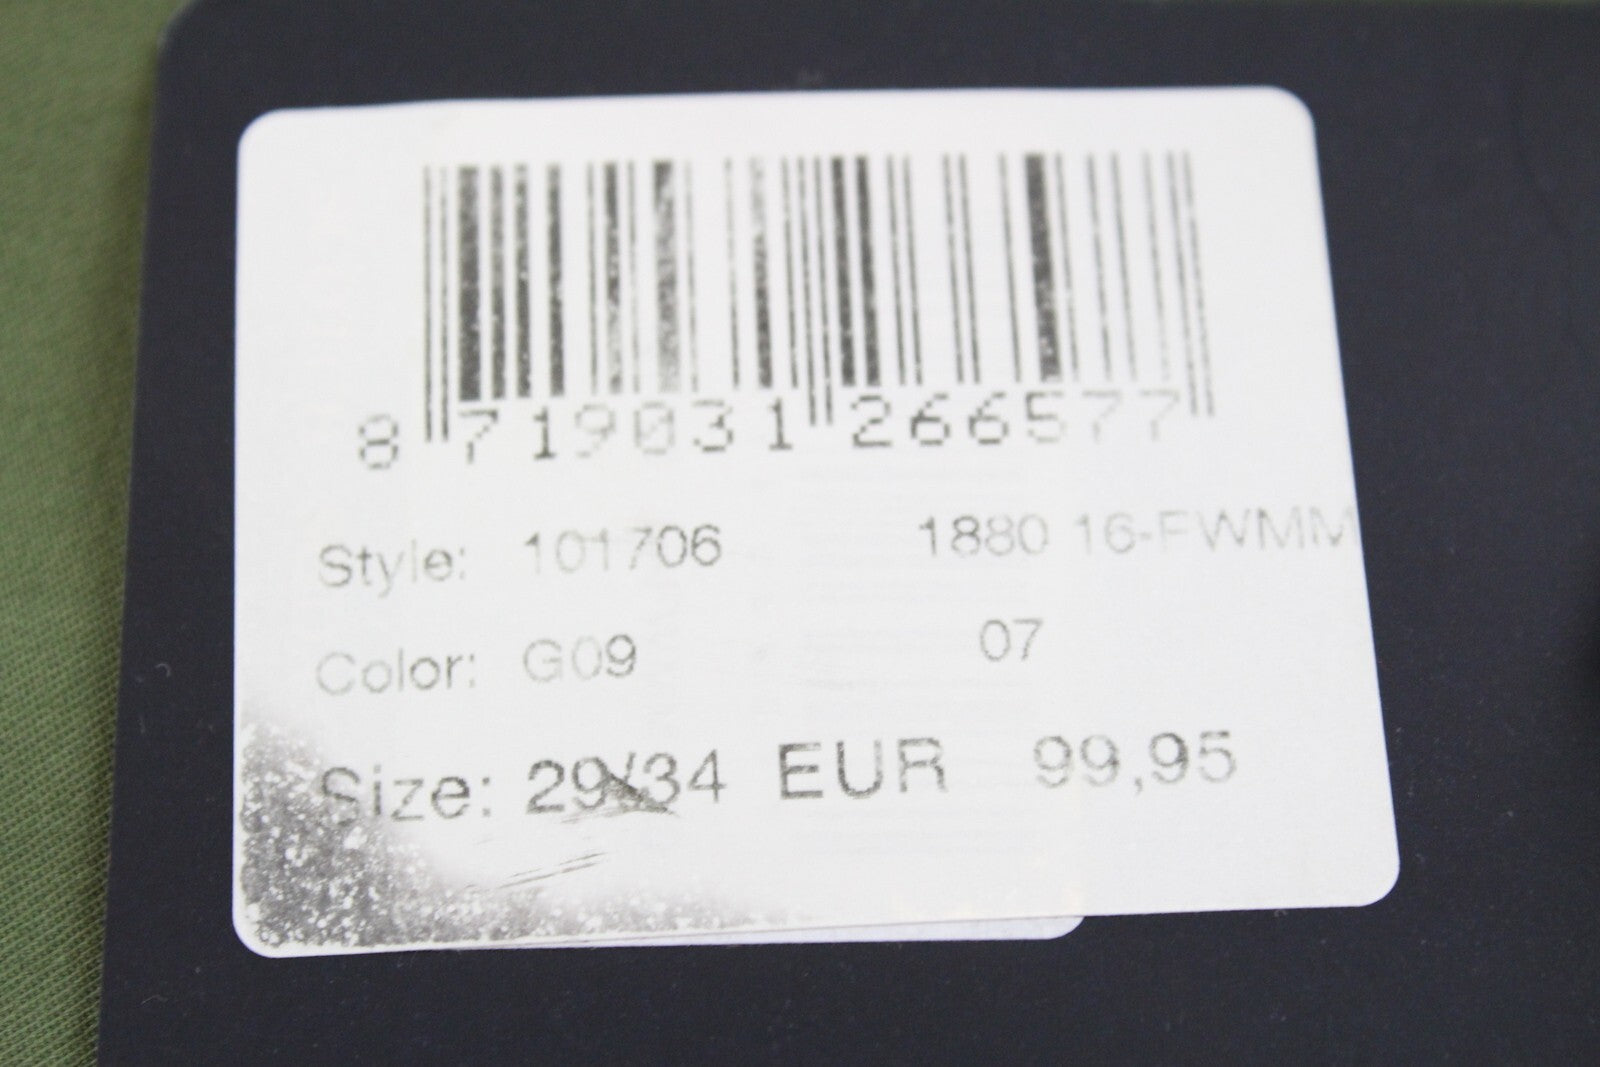 8 719031 266577
Style: 101706 1880 16-FWMM
Color: G09 07
Size: 29/34 EUR 99,95